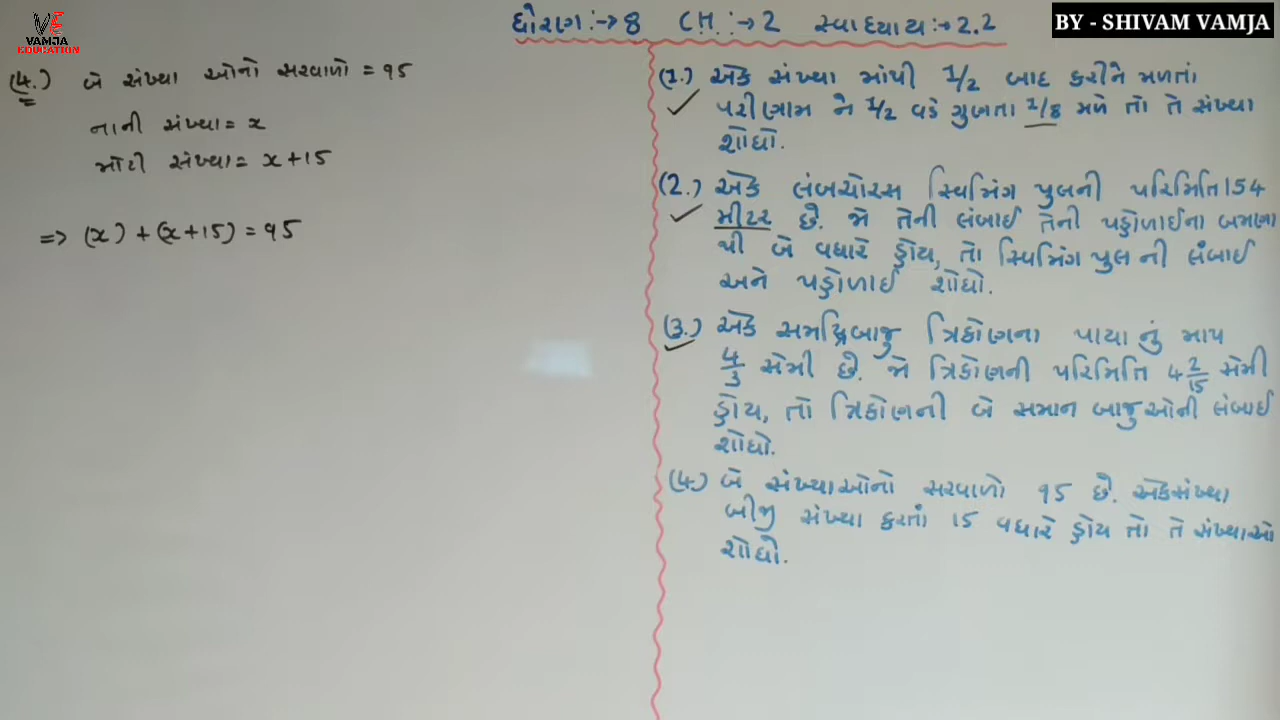 VE
VAMJA
EDUCATION
ધોરણ:→8 CH.:→2 સ્વાધ્યાય:→2.2
BY - SHIVAM VAMJA
(4.) બે સંખ્યા ઓનો સરવાળો = 95
નાની સંખ્યા = x
મોટી સંખ્યા = x+15
=> (x) + (x+15) = 95
(1.) એક સંખ્યા માંથી 1/2 બાદ કરીને મળતાં
પરીણામ ને 1/2 વડે ગુણતા 1/8 મળે તો તે સંખ્યા
શોધો.
(2.) એક લંબચોરસ સ્વિમિંગ પુલની પરિમિતિ 154
મીટર છે. જો તેની લંબાઈ તેની પહોળાઈના બમણા
થી બે વધારે હોય, તો સ્વિમિંગ પુલ ની લંબાઈ
અને પહોળાઈ શોધો.
(3.) એક સમદ્વિબાજુ ત્રિકોણના પાયા નું માપ
4/3 સેમી છે. જો ત્રિકોણની પરિમિતિ 4 2/15 સેમી
હોય, તો ત્રિકોણની બે સમાન બાજુઓની લંબાઈ
શોધો.
(4.) બે સંખ્યાઓનો સરવાળો 95 છે. એકસંખ્યા
બીજી સંખ્યા કરતાં 15 વધારે હોય તો તે સંખ્યાઓ
શોધો.